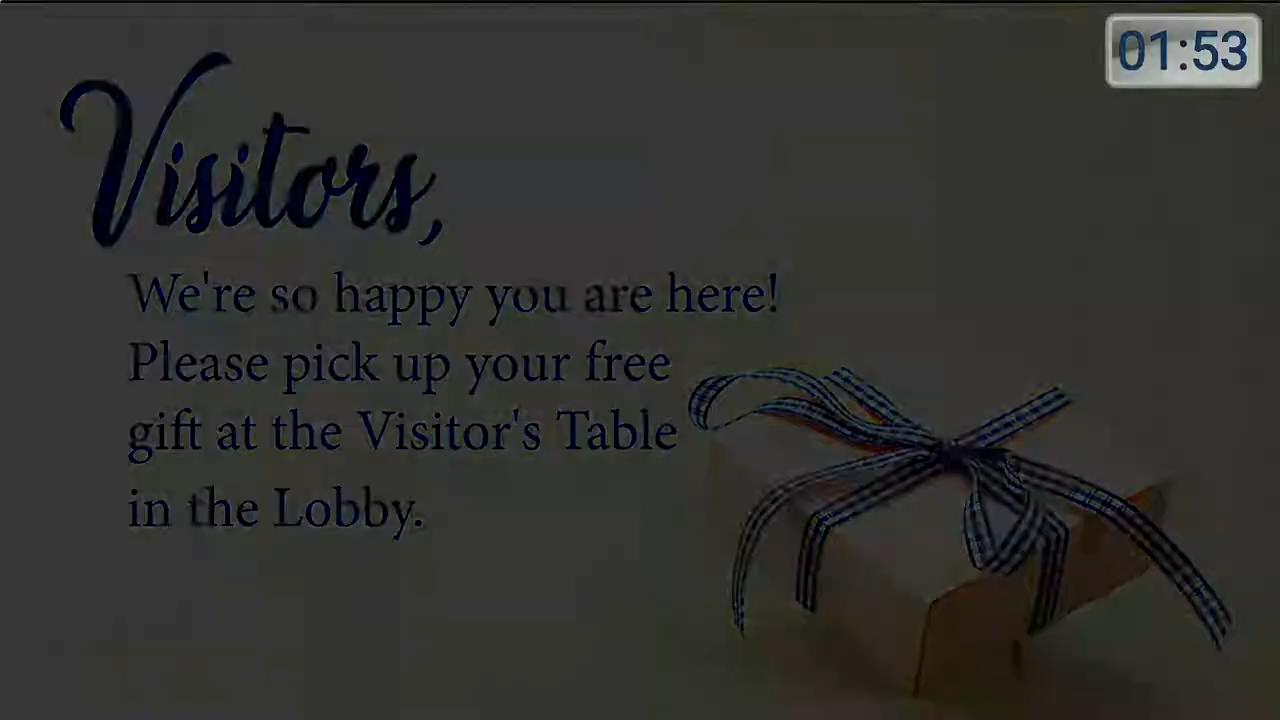 01:53
Visitors,
We're so happy you are here!
Please pick up your free
gift at the Visitor's Table
in the Lobby.